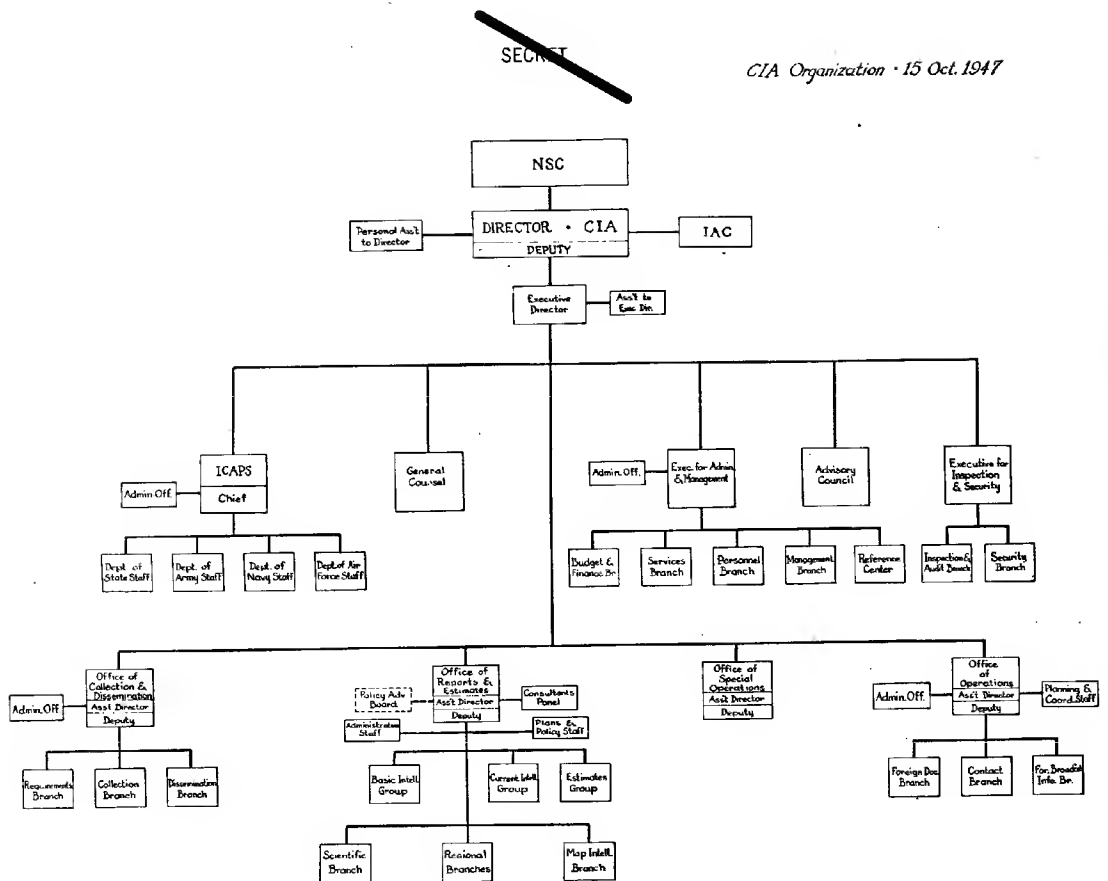 SECRET
CIA Organization · 15 Oct. 1947
NSC
Personal Ass't
to Director
DIRECTOR · CIA
DEPUTY
IAC
Executive
Director
Ass't to
Exec Dir.
ICAPS
Chief
Admin Off.
General
Counsel
Admin. Off.
Exec. for Admin.
& Management
Advisory
Council
Executive for
Inspection
& Security
Dept. of
State Staff
Dept. of
Army Staff
Dept. of
Navy Staff
Dept. of Air
Force Staff
Budget &
Finance Br.
Services
Branch
Personnel
Branch
Management
Branch
Reference
Center
Inspection &
Audit Branch
Security
Branch
Admin. Off.
Office of
Collection &
Dissemination
Ass't Director
Deputy
Policy Adv.
Board
Office of
Reports &
Estimates
Ass't Director
Deputy
Consultants
Panel
Administrative
Staff
Plans &
Policy Staff
Office of
Special
Operations
Ass't Director
Deputy
Admin. Off.
Office
of
Operations
Ass't Director
Deputy
Planning &
Coord. Staff
Requirements
Branch
Collection
Branch
Dissemination
Branch
Basic Intell.
Group
Current Intell.
Group
Estimates
Group
Foreign Doc.
Branch
Contact
Branch
For. Broadcast
Info. Br.
Scientific
Branch
Regional
Branches
Map Intell.
Branch